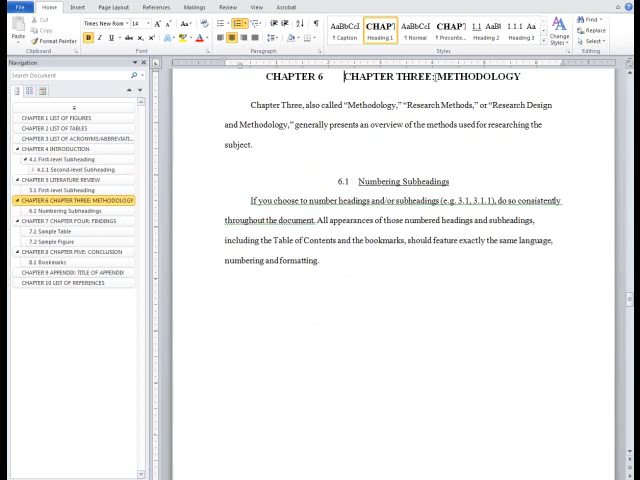 File Home Insert Page Layout References Mailings Review View Acrobat
Cut
Copy
Paste
Format Painter
Clipboard
Times New Rom 14
Font
Paragraph
AaBbCcI CHAPT AaBbCcI CHAPT 1.1 AaBl 1.1.1 Aa
¶ Caption Heading 1 ¶ Normal ¶ Precursor... Heading 2 Heading 3
Change
Styles
Styles
Find
Replace
Select
Editing
Navigation
Search Document
CHAPTER 1 LIST OF FIGURES
CHAPTER 2 LIST OF TABLES
CHAPTER 3 LIST OF ACRONYMS/ABBREVIATI...
CHAPTER 4 INTRODUCTION
4.1 First-level Subheading
4.1.1 Second-level Subheading
CHAPTER 5 LITERATURE REVIEW
5.1 First-level Subheading
CHAPTER 6 CHAPTER THREE: METHODOLOGY
6.1 Numbering Subheadings
CHAPTER 7 CHAPTER FOUR: FINDINGS
7.1 Sample Table
7.2 Sample Figure
CHAPTER 8 CHAPTER FIVE: CONCLUSION
8.1 Bookmarks
CHAPTER 9 APPENDIX: TITLE OF APPENDIX
CHAPTER 10 LIST OF REFERENCES
CHAPTER 6 CHAPTER THREE: METHODOLOGY
Chapter Three, also called “Methodology,” “Research Methods,” or “Research Design
and Methodology,” generally presents an overview of the methods used for researching the
subject.
6.1 Numbering Subheadings
If you choose to number headings and/or subheadings (e.g. 3.1, 3.1.1), do so consistently
throughout the document. All appearances of those numbered headings and subheadings,
including the Table of Contents and the bookmarks, should feature exactly the same language,
numbering and formatting.